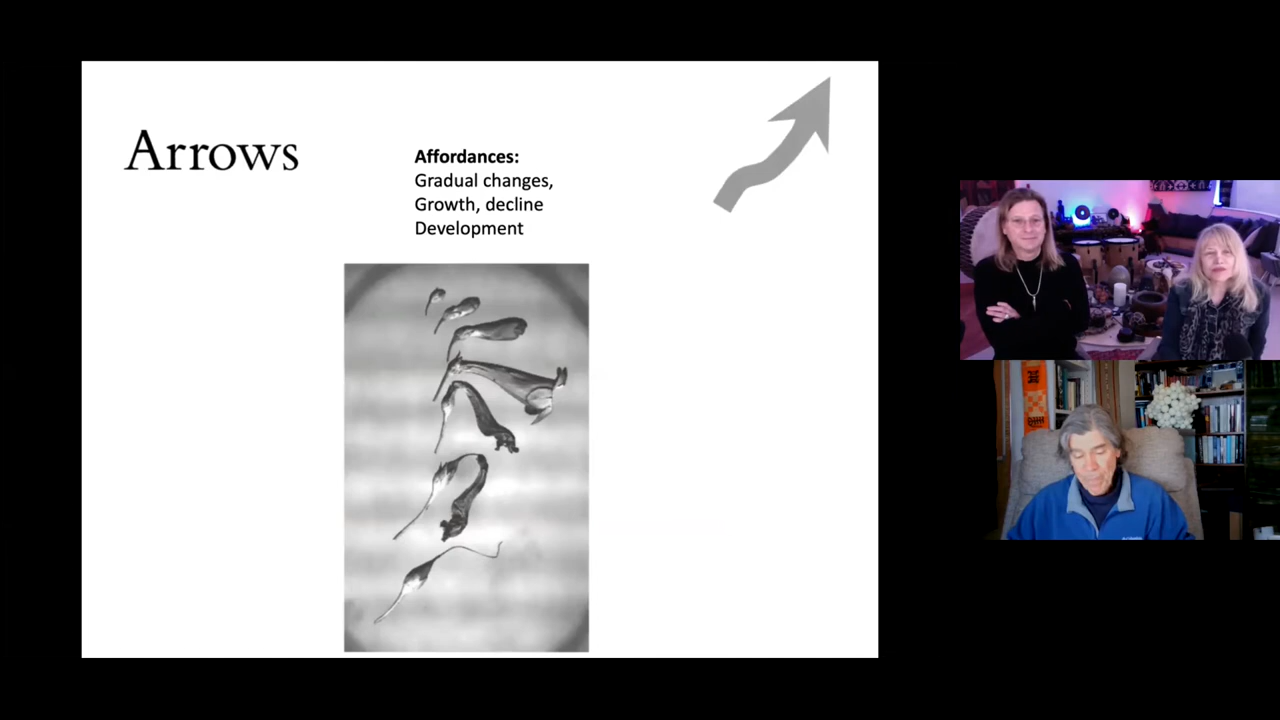 Arrows
Affordances:
Gradual changes,
Growth, decline
Development